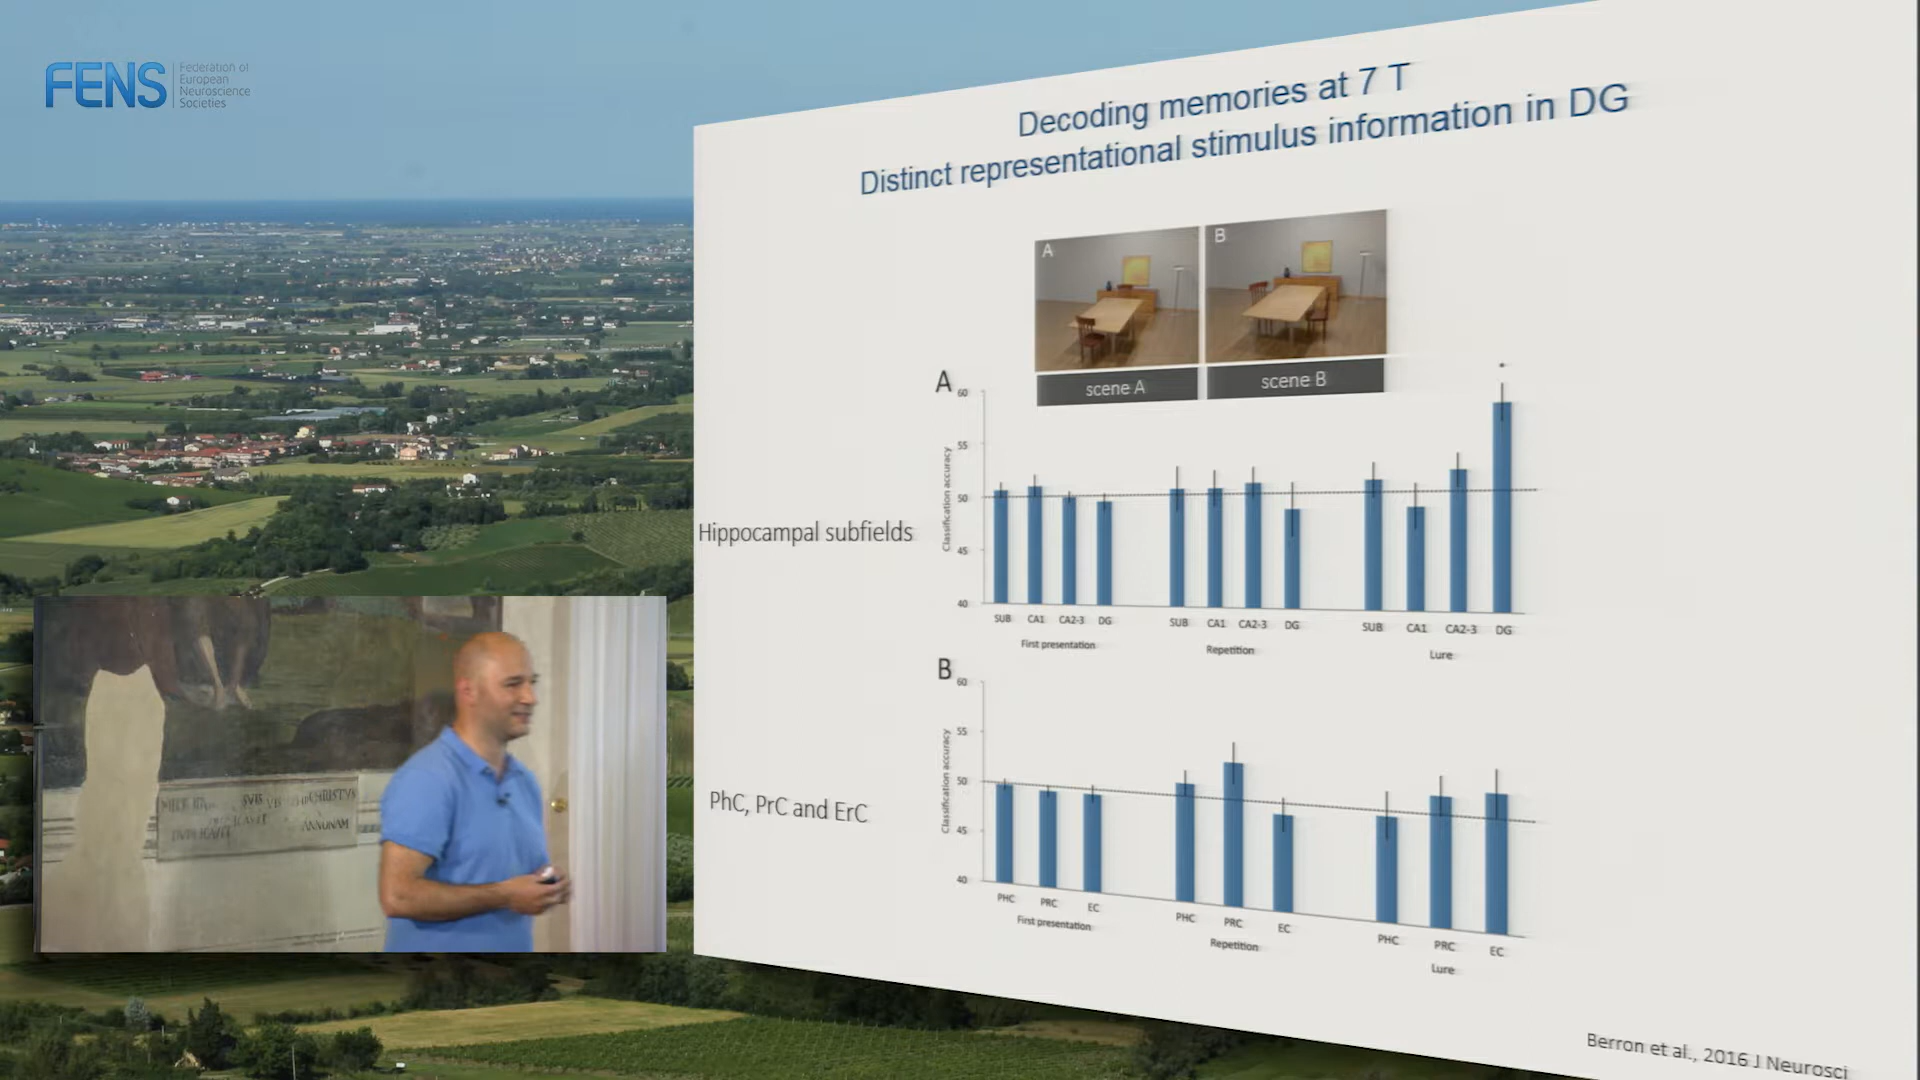 FENS
Federation of
European
Neuroscience
Societies
Decoding memories at 7 T
Distinct representational stimulus information in DG
A
B
scene A
scene B
Hippocampal subfields
A
Classification accuracy
60
55
50
45
40
*
SUB CA1 CA2-3 DG
First presentation
SUB CA1 CA2-3 DG
Repetition
SUB CA1 CA2-3 DG
Lure
PhC, PrC and ErC
B
Classification accuracy
60
55
50
45
40
PHC PRC EC
First presentation
PHC PRC EC
Repetition
PHC PRC EC
Lure
Berron et al., 2016 J Neurosci
ANNONAM